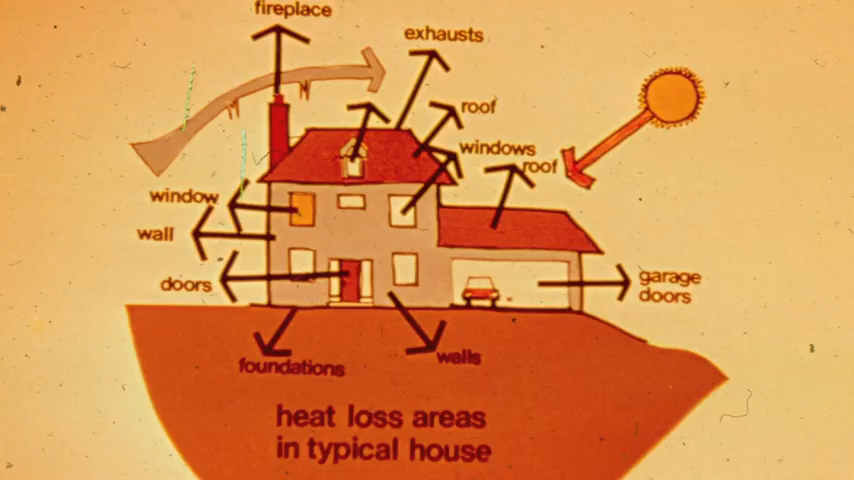 fireplace
exhausts
roof
windows
roof
window
wall
doors
garage
doors
foundations
walls
heat loss areas
in typical house